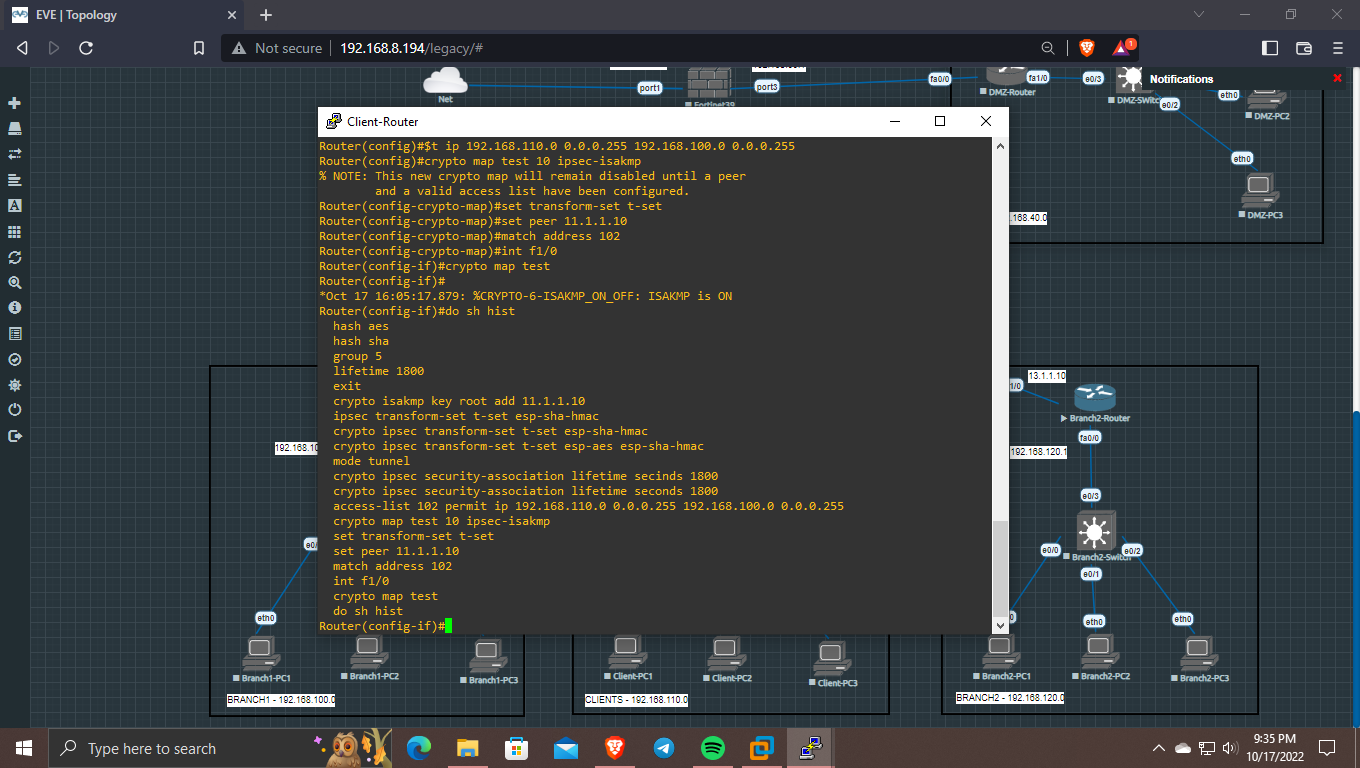 EVE | Topology
Not secure
192.168.8.194/legacy/#
1
Net
port1
Fortinet39
port3
fa0/0
DMZ-Router
fa1/0
e0/3
DMZ-Switch
e0/2
Notifications
eth0
DMZ-PC2
eth0
DMZ-PC3
.168.40.0
Client-Router
Router(config)#$t ip 192.168.110.0 0.0.0.255 192.168.100.0 0.0.0.255
Router(config)#crypto map test 10 ipsec-isakmp
% NOTE: This new crypto map will remain disabled until a peer
and a valid access list have been configured.
Router(config-crypto-map)#set transform-set t-set
Router(config-crypto-map)#set peer 11.1.1.10
Router(config-crypto-map)#match address 102
Router(config-crypto-map)#int f1/0
Router(config-if)#crypto map test
Router(config-if)#
*Oct 17 16:05:17.879: %CRYPTO-6-ISAKMP_ON_OFF: ISAKMP is ON
Router(config-if)#do sh hist
hash aes
hash sha
group 5
lifetime 1800
exit
crypto isakmp key root add 11.1.1.10
ipsec transform-set t-set esp-sha-hmac
crypto ipsec transform-set t-set esp-sha-hmac
crypto ipsec transform-set t-set esp-aes esp-sha-hmac
mode tunnel
crypto ipsec security-association lifetime secinds 1800
crypto ipsec security-association lifetime seconds 1800
access-list 102 permit ip 192.168.110.0 0.0.0.255 192.168.100.0 0.0.0.255
crypto map test 10 ipsec-isakmp
set transform-set t-set
set peer 11.1.1.10
match address 102
int f1/0
crypto map test
do sh hist
Router(config-if)#
192.168.10
e0/
eth0
Branch1-PC1
Branch1-PC2
Branch1-PC3
BRANCH1 - 192.168.100.0
Client-PC1
Client-PC2
Client-PC3
CLIENTS - 192.168.110.0
1/0
13.1.1.10
Branch2-Router
fa0/0
192.168.120.1
e0/3
e0/0
Branch2-Switch
e0/2
e0/1
0
eth0
eth0
Branch2-PC1
Branch2-PC2
Branch2-PC3
BRANCH2 - 192.168.120.0
Type here to search
9:35 PM
10/17/2022